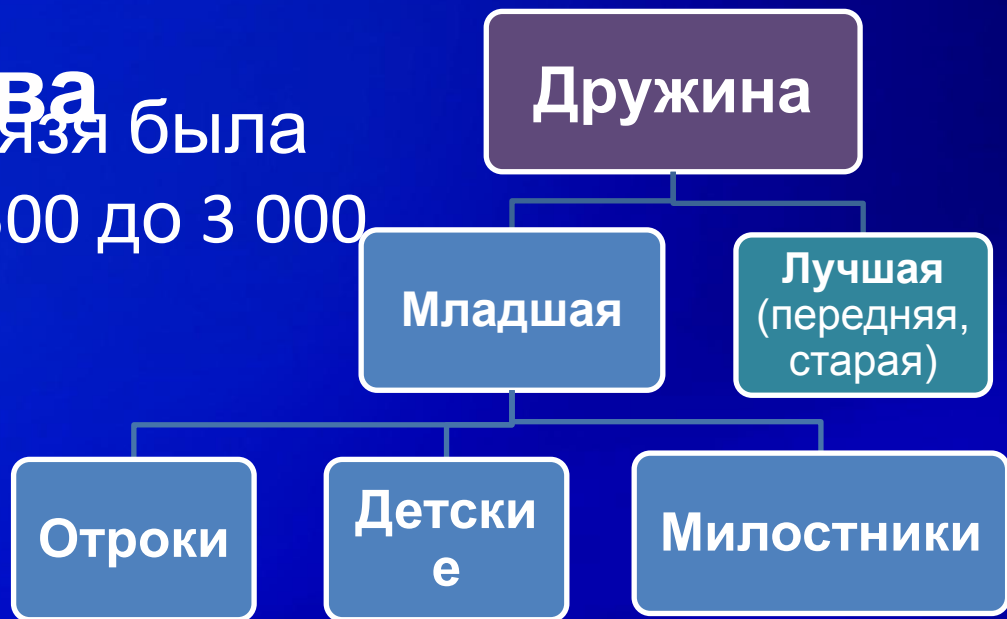 ва
язя была
00 до 3 000
Дружина
Младшая
Лучшая
(передняя,
старая)
Отроки
Детски
е
Милостники